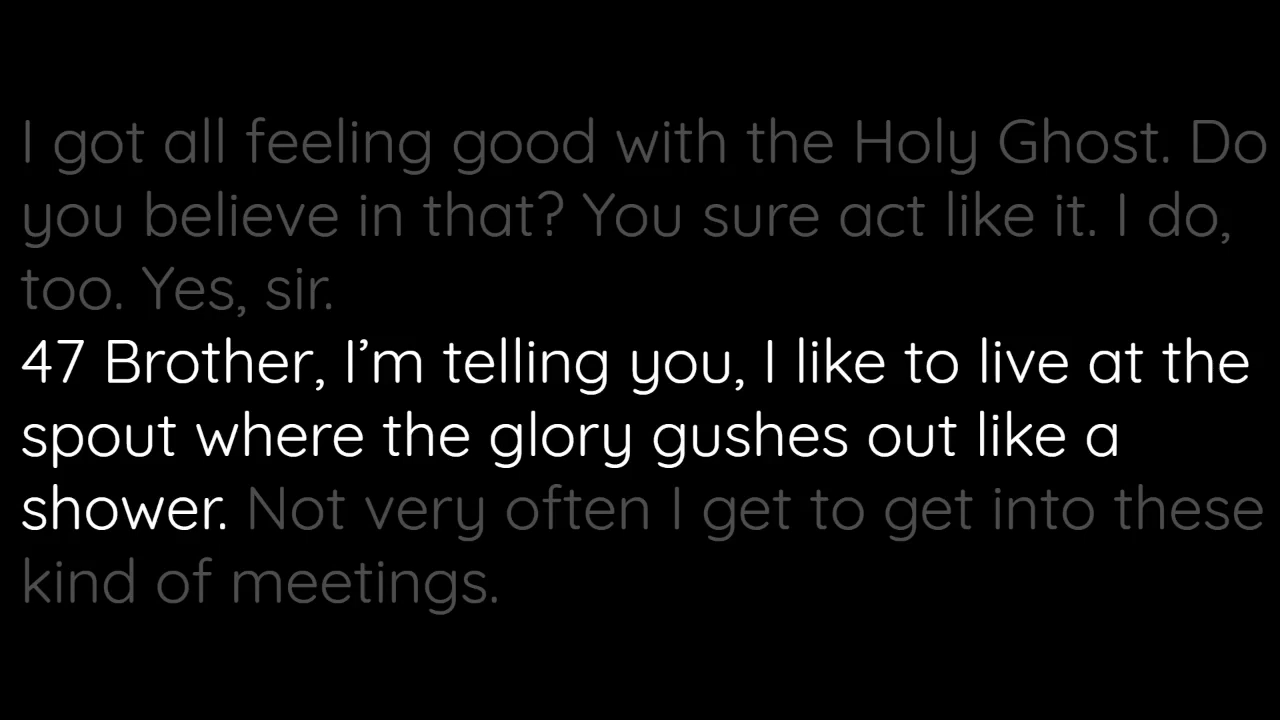 I got all feeling good with the Holy Ghost. Do
you believe in that? You sure act like it. I do,
too. Yes, sir.
47 Brother, I’m telling you, I like to live at the
spout where the glory gushes out like a
shower. Not very often I get to get into these
kind of meetings.